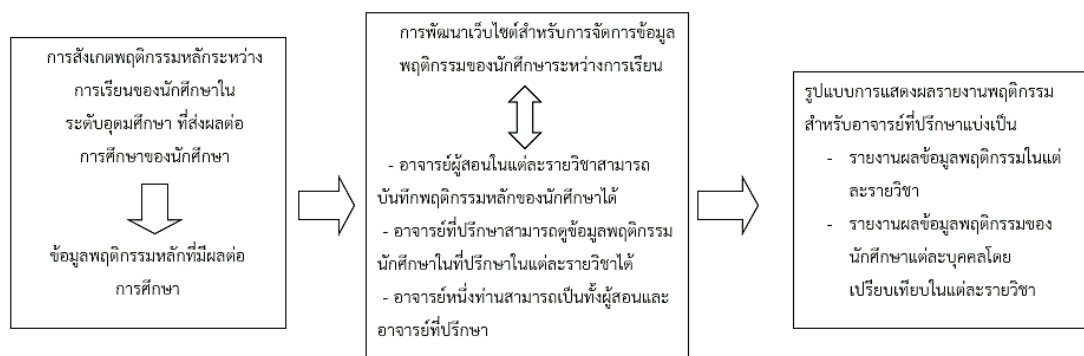 การสังเกตพฤติกรรมหลักระหว่าง
การเรียนของนักศึกษาใน
ระดับอุดมศึกษา ที่ส่งผลต่อ
การศึกษาของนักศึกษา
ข้อมูลพฤติกรรมหลักที่มีผลต่อ
การศึกษา
การพัฒนาเว็บไซต์สำหรับการจัดการข้อมูล
พฤติกรรมของนักศึกษาระหว่างการเรียน
- อาจารย์ผู้สอนในแต่ละรายวิชาสามารถ
บันทึกพฤติกรรมหลักของนักศึกษาได้
- อาจารย์ที่ปรึกษาสามารถดูข้อมูลพฤติกรรม
นักศึกษาในที่ปรึกษาในแต่ละรายวิชาได้
- อาจารย์หนึ่งท่านสามารถเป็นทั้งผู้สอนและ
อาจารย์ที่ปรึกษา
รูปแบบการแสดงผลรายงานพฤติกรรม
สำหรับอาจารย์ที่ปรึกษาแบ่งเป็น
- รายงานผลข้อมูลพฤติกรรมในแต่
ละรายวิชา
- รายงานผลข้อมูลพฤติกรรมของ
นักศึกษาแต่ละบุคคลโดย
เปรียบเทียบในแต่ละรายวิชา